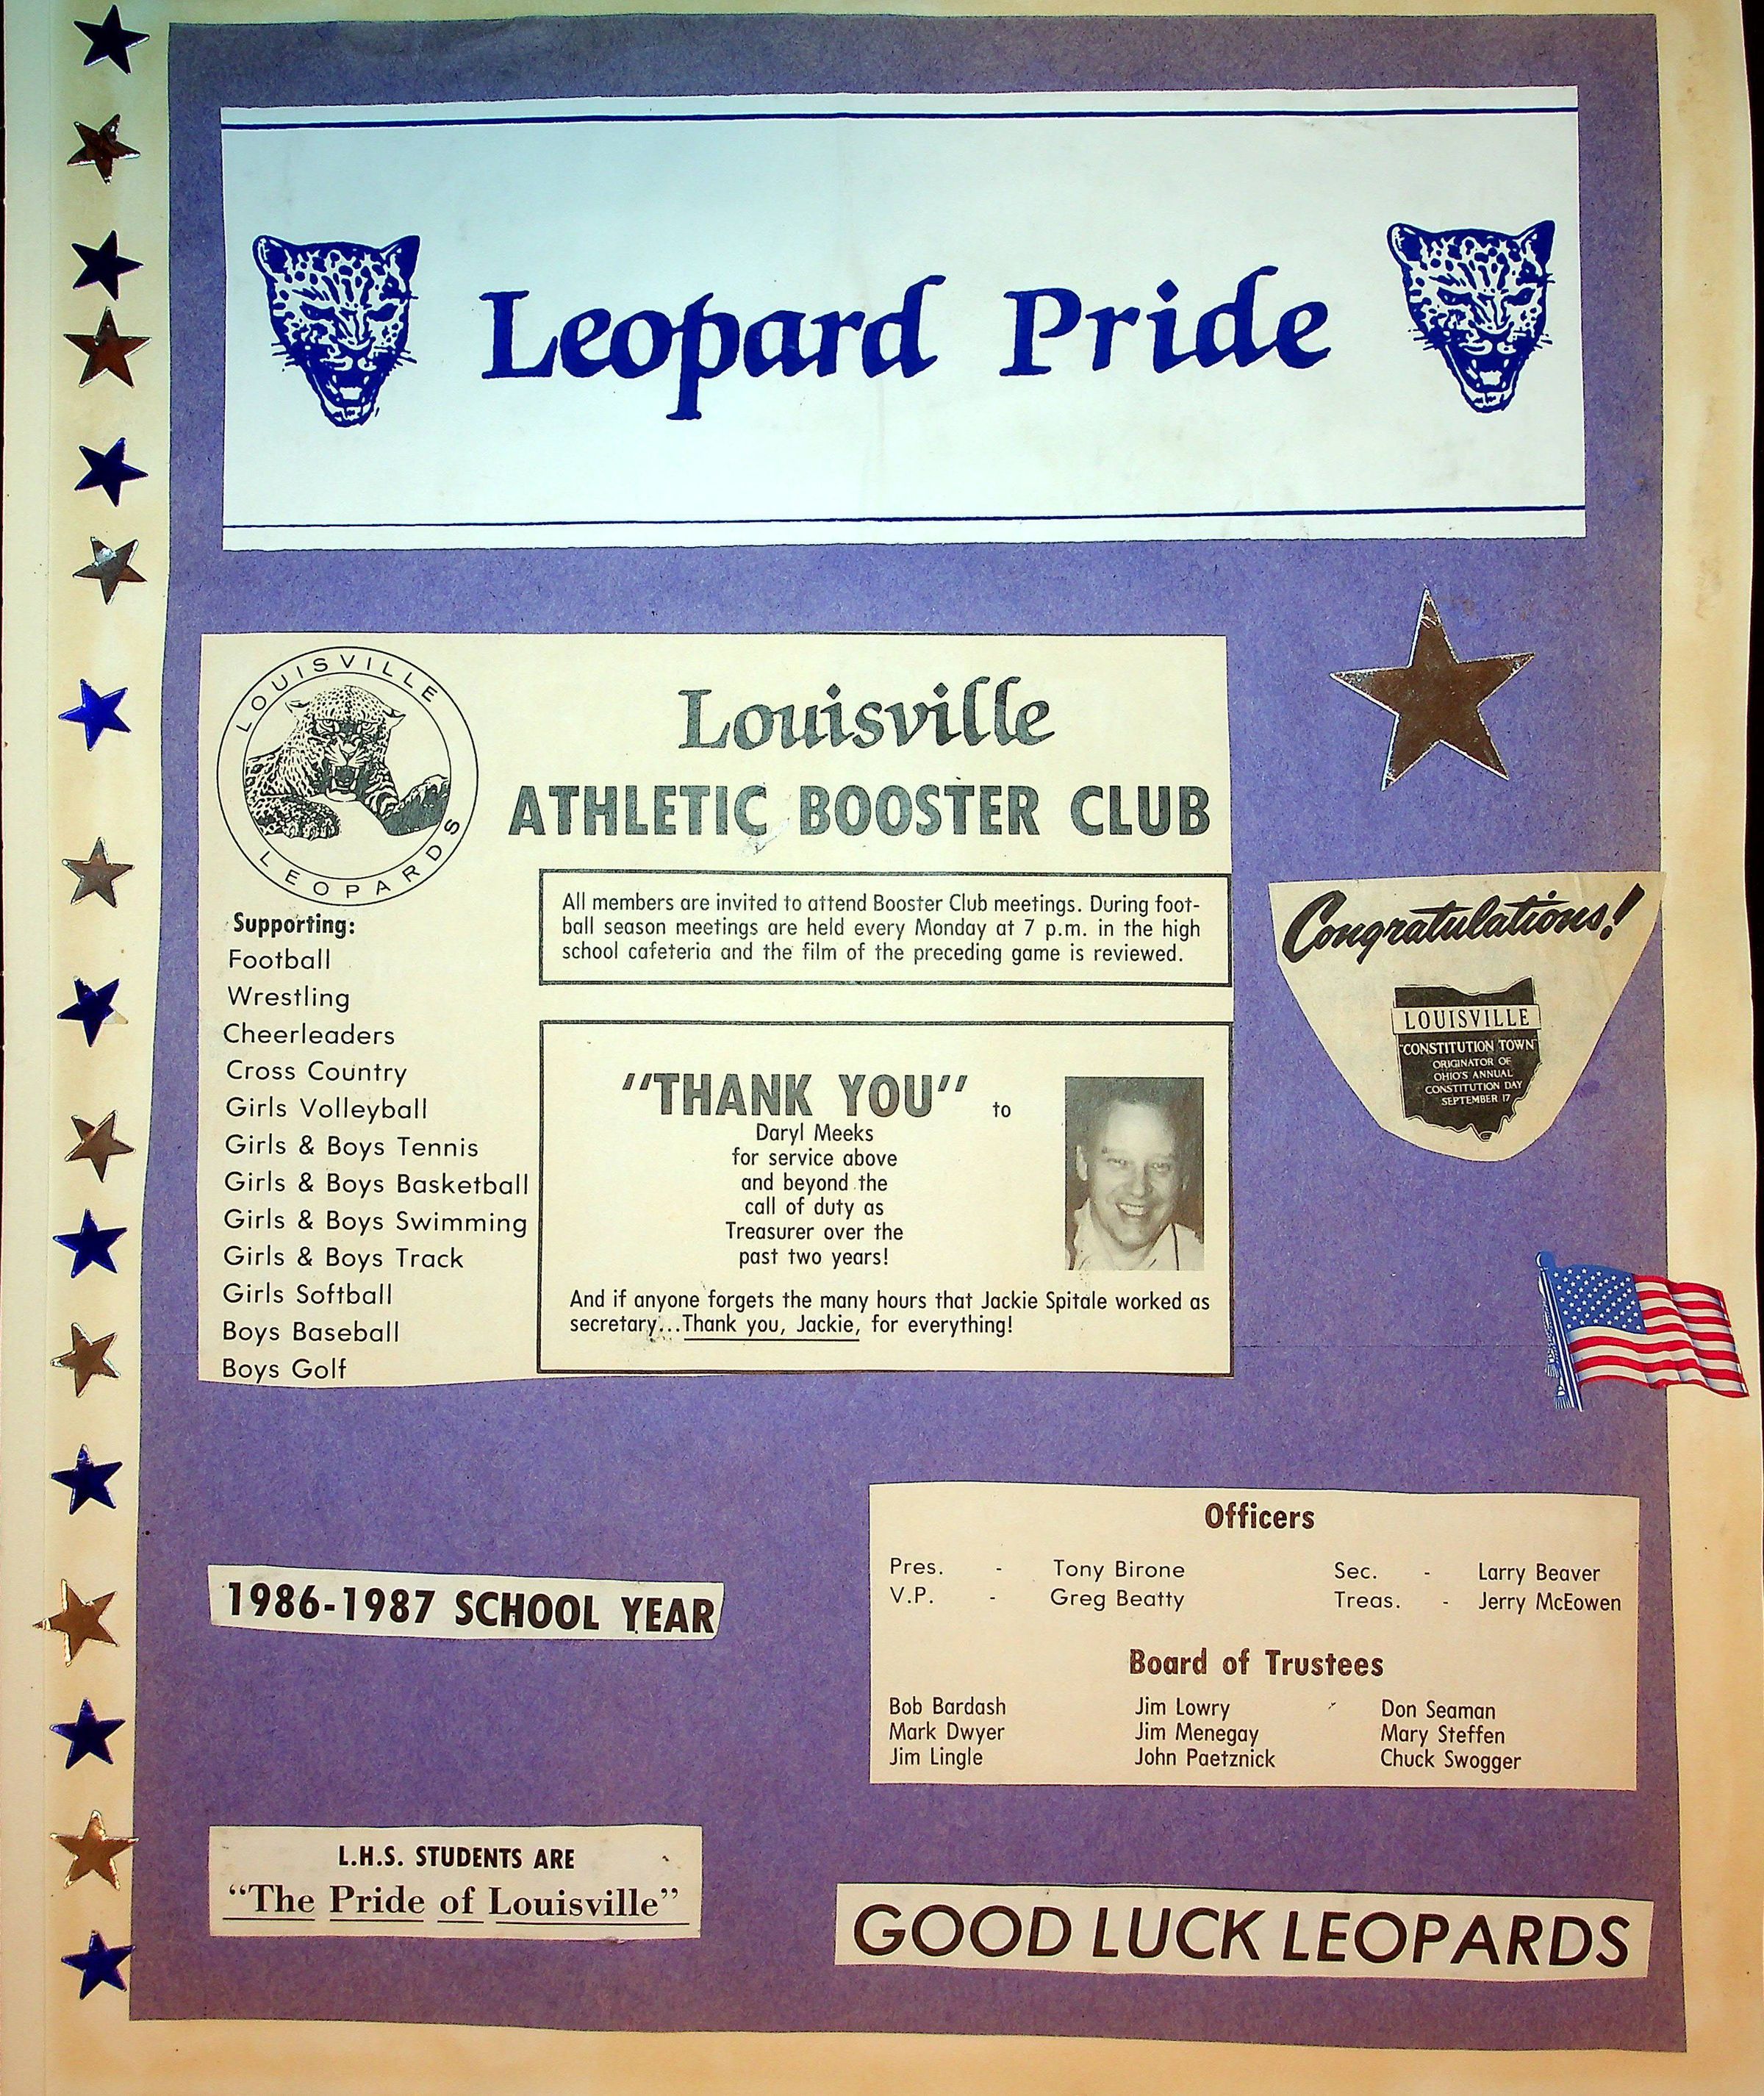 Leopard Pride
LOUISVILLE
LEOPARDS
Louisville
ATHLETIC BOOSTER CLUB
All members are invited to attend Booster Club meetings. During foot-
ball season meetings are held every Monday at 7 p.m. in the high
school cafeteria and the film of the preceding game is reviewed.
Supporting:
Football
Wrestling
Cheerleaders
Cross Country
Girls Volleyball
Girls & Boys Tennis
Girls & Boys Basketball
Girls & Boys Swimming
Girls & Boys Track
Girls Softball
Boys Baseball
Boys Golf
"THANK YOU" to
Daryl Meeks
for service above
and beyond the
call of duty as
Treasurer over the
past two years!
And if anyone forgets the many hours that Jackie Spitale worked as
secretary...Thank you, Jackie, for everything!
Congratulations!
LOUISVILLE
"CONSTITUTION TOWN"
ORIGINATOR OF
OHIO'S ANNUAL
CONSTITUTION DAY
SEPTEMBER 17
1986-1987 SCHOOL YEAR
Officers
Pres. - Tony Birone Sec. - Larry Beaver
V.P. - Greg Beatty Treas. - Jerry McEowen
Board of Trustees
Bob Bardash Jim Lowry Don Seaman
Mark Dwyer Jim Menegay Mary Steffen
Jim Lingle John Paetznick Chuck Swogger
L.H.S. STUDENTS ARE
"The Pride of Louisville"
GOOD LUCK LEOPARDS